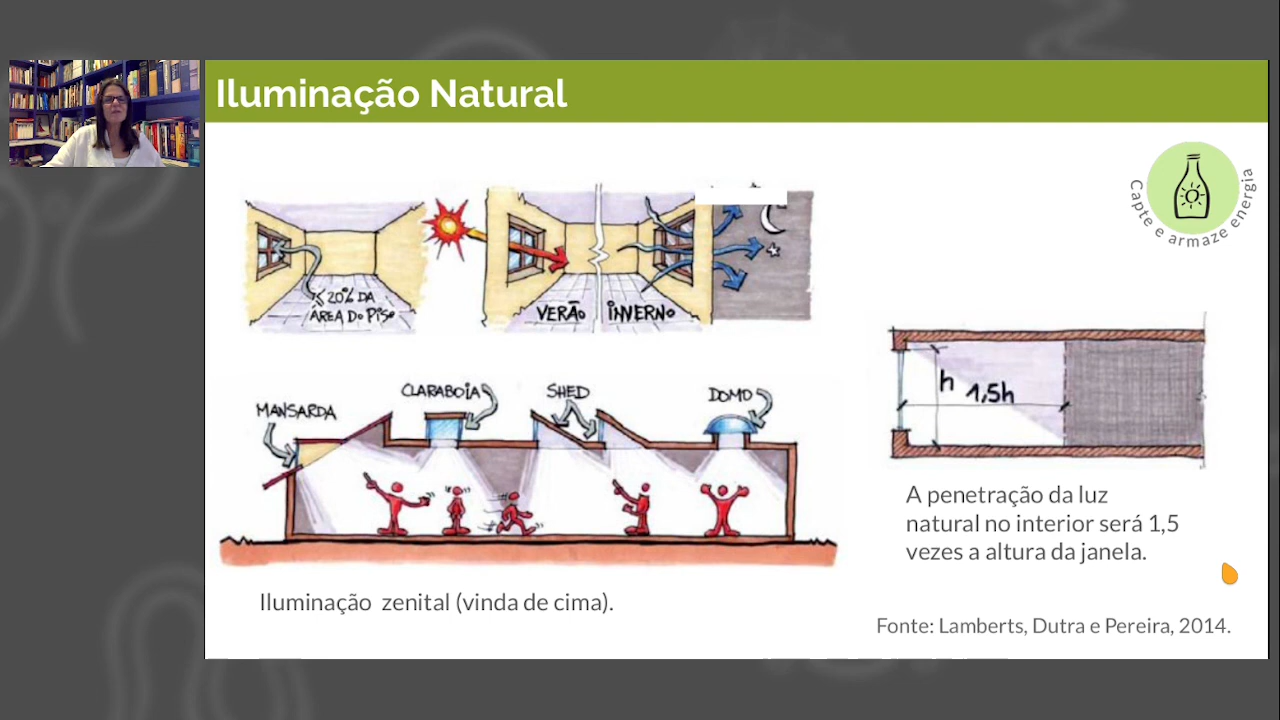 Iluminação Natural
Capte e armaze energia
≤ 20% DA
ÁREA DO PISO
VERÃO
INVERNO
MANSARDA
CLARABOIA
SHED
DOMO
h
1,5h
A penetração da luz
natural no interior será 1,5
vezes a altura da janela.
Iluminação zenital (vinda de cima).
Fonte: Lamberts, Dutra e Pereira, 2014.